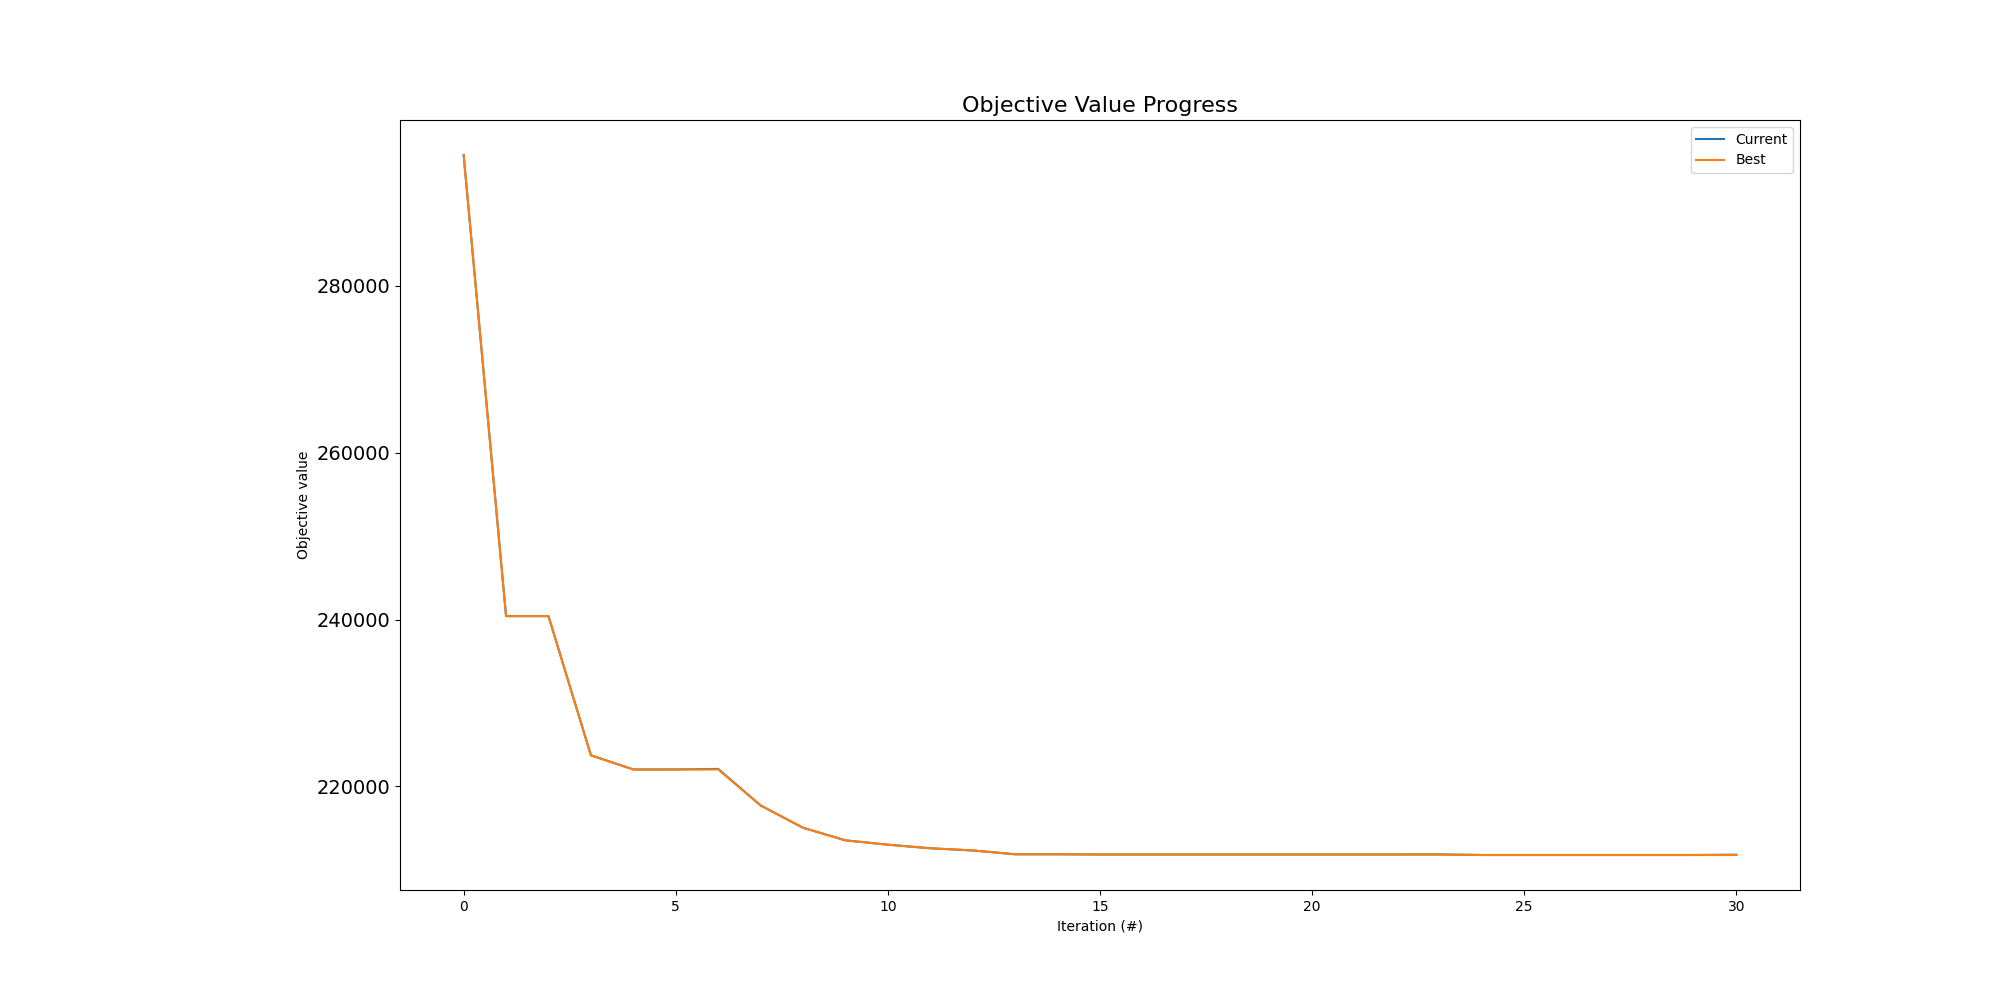 Objective Value Progress
Current
Best
280000
260000
240000
220000
Objective value
0 5 10 15 20 25 30
Iteration (#)